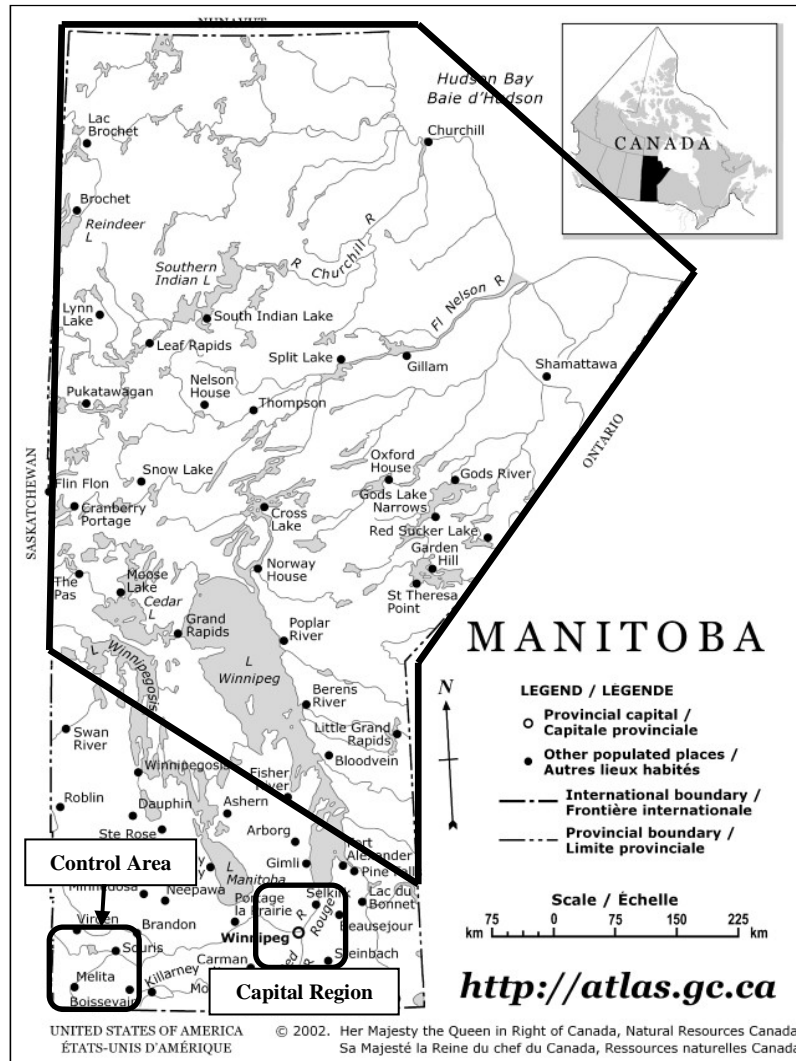 NUNAVUT
Hudson Bay
Baie d'Hudson
CANADA
Lac
Brochet
Churchill
Brochet
Reindeer
L
Southern
Indian L
R Churchill R
Fl Nelson R
Lynn
Lake
South Indian Lake
Leaf Rapids
Split Lake
Gillam
Shamattawa
Pukatawagan
Nelson
House
Thompson
ONTARIO
SASKATCHEWAN
Flin Flon
Snow Lake
Oxford
House
Gods River
Cranberry
Portage
Cross
Lake
Gods Lake
Narrows
Red Sucker Lake
Garden
Hill
The
Pas
Moose
Lake
Norway
House
St Theresa
Point
Cedar
L
Grand
Rapids
Poplar
River
MANITOBA
L Winnipegosis
L
Winnipeg
N
LEGEND / LÉGENDE
Provincial capital /
Capitale provinciale
Other populated places /
Autres lieux habités
International boundary /
Frontière internationale
Provincial boundary /
Limite provinciale
Berens
River
Swan
River
Little Grand
Rapids
Bloodvein
Winnipegosis
Fisher
River
Roblin
Dauphin
Ashern
Ste Rose
Arborg
Fort
Alexander
Control Area
L
Manitoba
Gimli
Pine Fall
Minnedosa
Neepawa
Portage
la Prairie
Selkirk
Lac du
Bonnet
Scale / Échelle
75 0 75 150 225
km km
Virden
Brandon
Winnipeg
R Rouge
Red R
Beausejour
Souris
Carman
Steinbach
Melita
Killarney
Mo
Capital Region
Boissevain
http://atlas.gc.ca
UNITED STATES OF AMERICA
ÉTATS-UNIS D'AMÉRIQUE
© 2002. Her Majesty the Queen in Right of Canada, Natural Resources Canada
Sa Majesté la Reine du chef du Canada, Ressources naturelles Canada